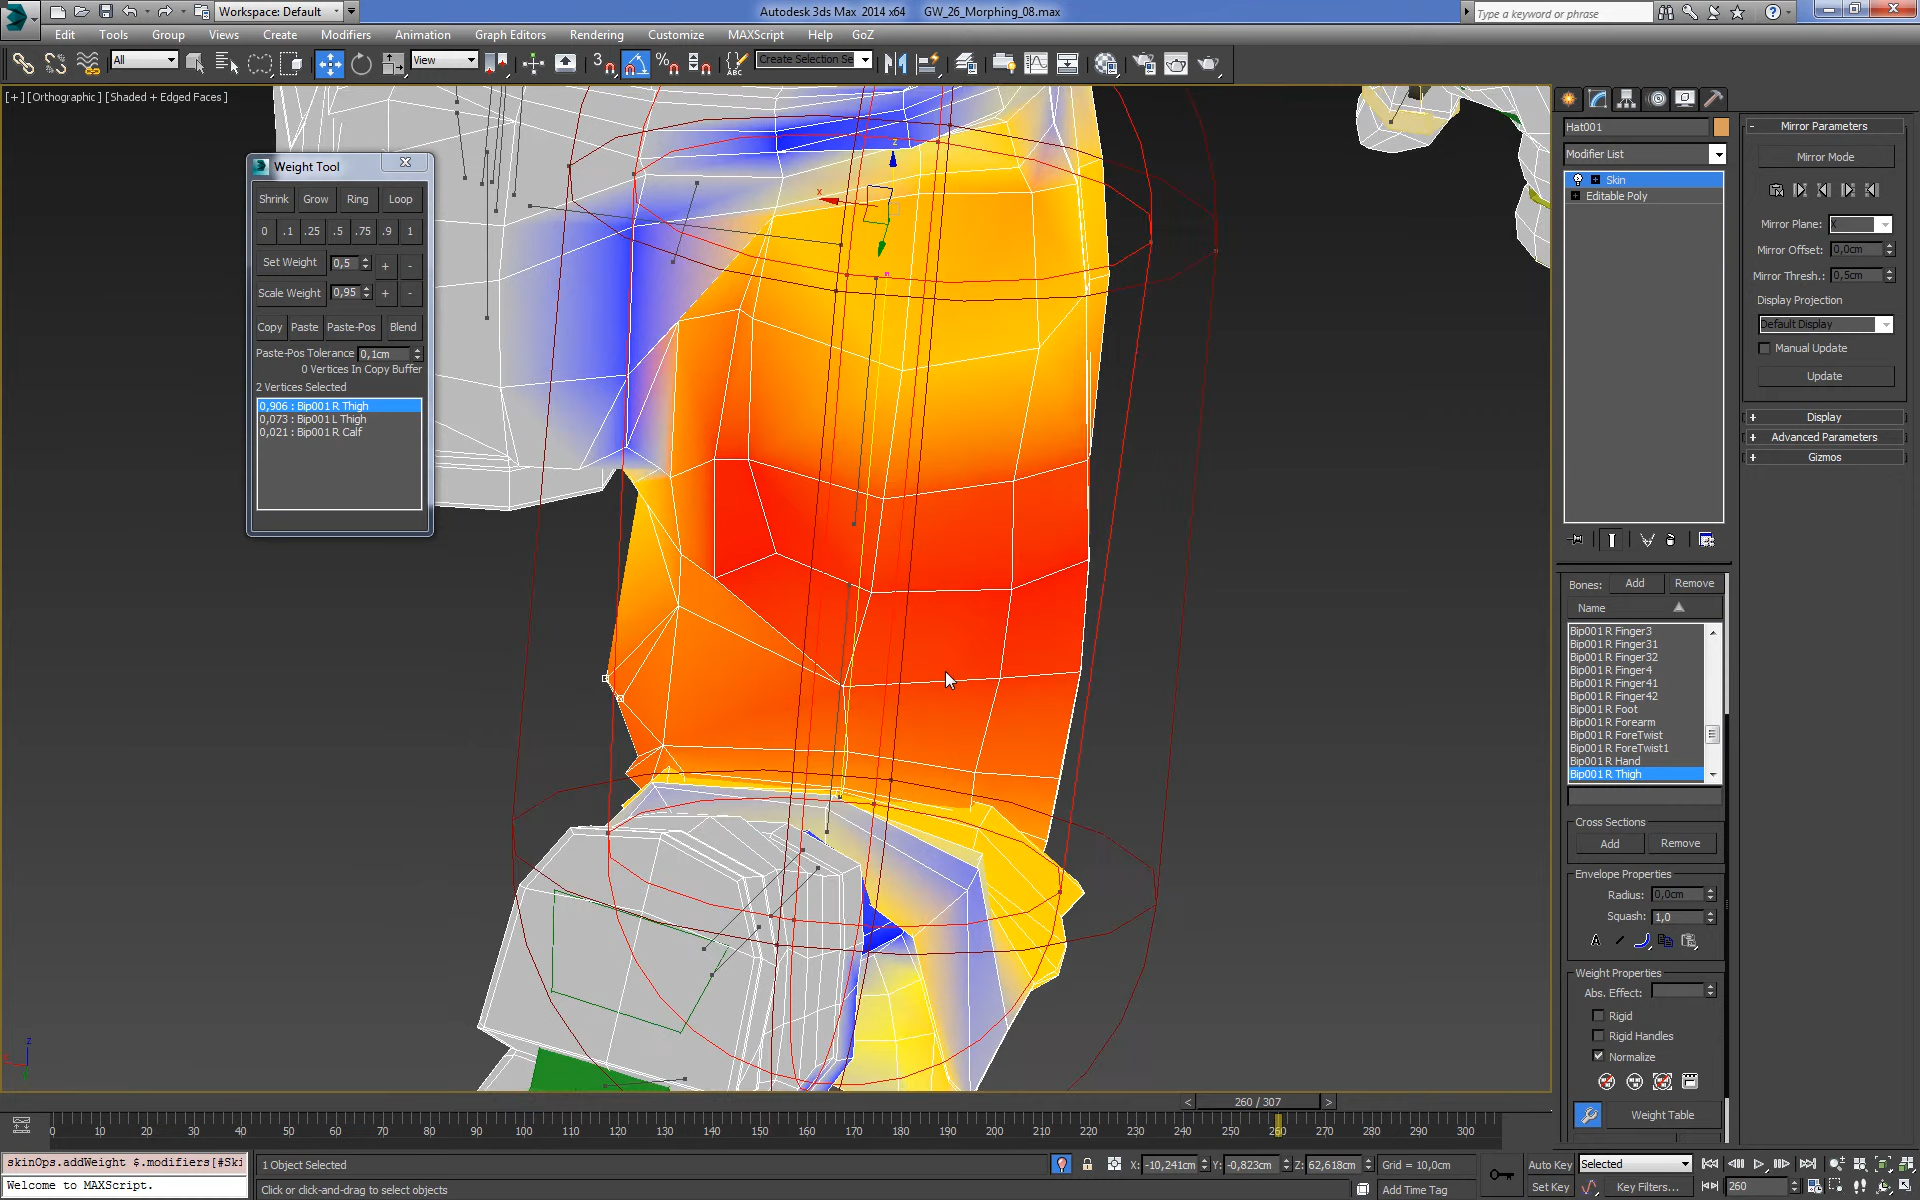 Workspace: Default
Autodesk 3ds Max 2014 x64 GW_26_Morphing_08.max
Type a keyword or phrase
Edit Tools Group Views Create Modifiers Animation Graph Editors Rendering Customize MAXScript Help GoZ
All
View
3
Create Selection Se
[+] [Orthographic] [Shaded + Edged Faces]
Weight Tool
Shrink Grow Ring Loop
0 .1 .25 .5 .75 .9 1
Set Weight 0,5 + -
Scale Weight 0,95 + -
Copy Paste Paste-Pos Blend
Paste-Pos Tolerance 0,1cm
0 Vertices In Copy Buffer
2 Vertices Selected
0,906 : Bip001 R Thigh
0,073 : Bip001 L Thigh
0,021 : Bip001 R Calf
z
x
Hat001
Modifier List
Skin
Editable Poly
Bones: Add Remove
Name
Bip001 R Finger3
Bip001 R Finger31
Bip001 R Finger32
Bip001 R Finger4
Bip001 R Finger41
Bip001 R Finger42
Bip001 R Foot
Bip001 R Forearm
Bip001 R ForeTwist
Bip001 R ForeTwist1
Bip001 R Hand
Bip001 R Thigh
Cross Sections
Add Remove
Envelope Properties
Radius: 0,0cm
Squash: 1,0
A
Weight Properties
Abs. Effect:
Rigid
Rigid Handles
Normalize
Weight Table
- Mirror Parameters
Mirror Mode
Mirror Plane: X
Mirror Offset: 0,0cm
Mirror Thresh.: 0,5cm
Display Projection
Default Display
Manual Update
Update
+ Display
+ Advanced Parameters
+ Gizmos
< 260 / 307 >
0 10 20 30 40 50 60 70 80 90 100 110 120 130 140 150 160 170 180 190 200 210 220 230 240 250 260 270 280 290 300
skinOps.addWeight $.modifiers[#Ski
Welcome to MAXScript.
1 Object Selected
Click or click-and-drag to select objects
X: -10,241cm Y: -0,823cm Z: 62,618cm Grid = 10,0cm
Add Time Tag
Auto Key Selected
Set Key Key Filters...
260